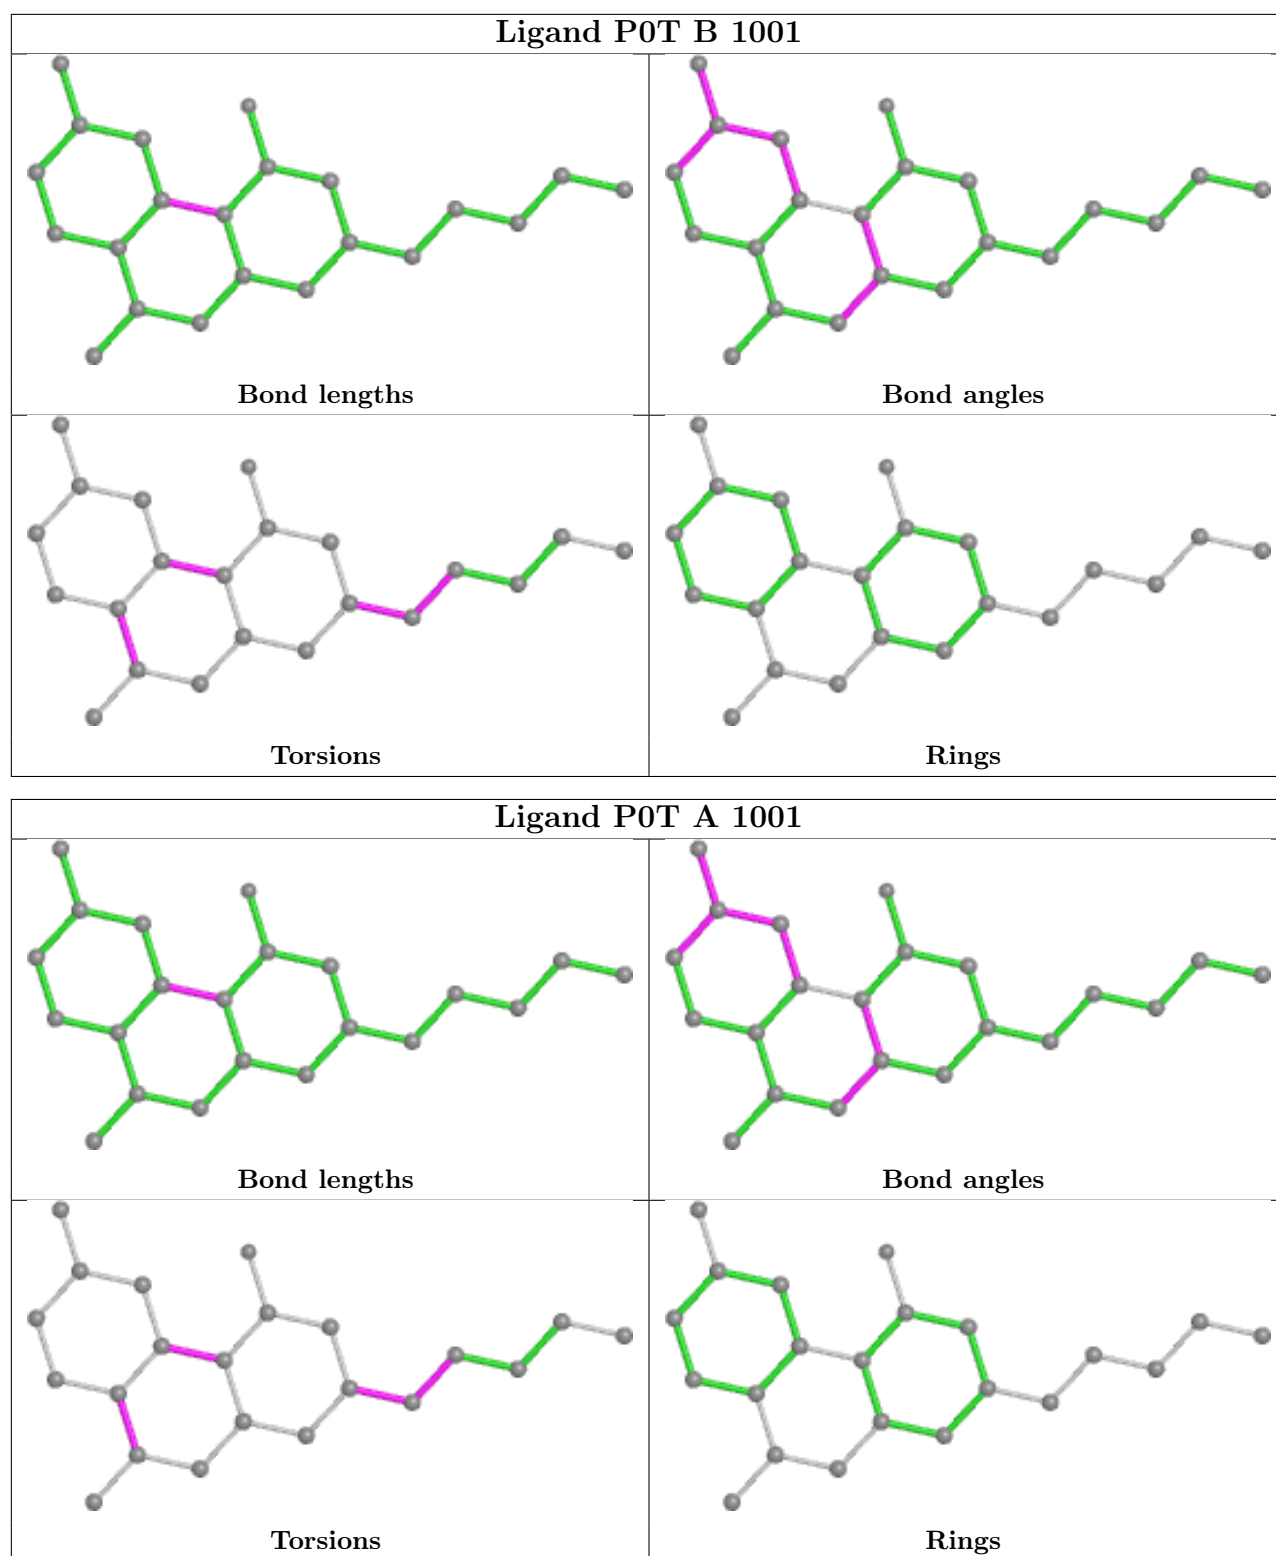 Ligand P0T B 1001
Bond lengths
Bond angles
Torsions
Rings
Ligand P0T A 1001
Bond lengths
Bond angles
Torsions
Rings